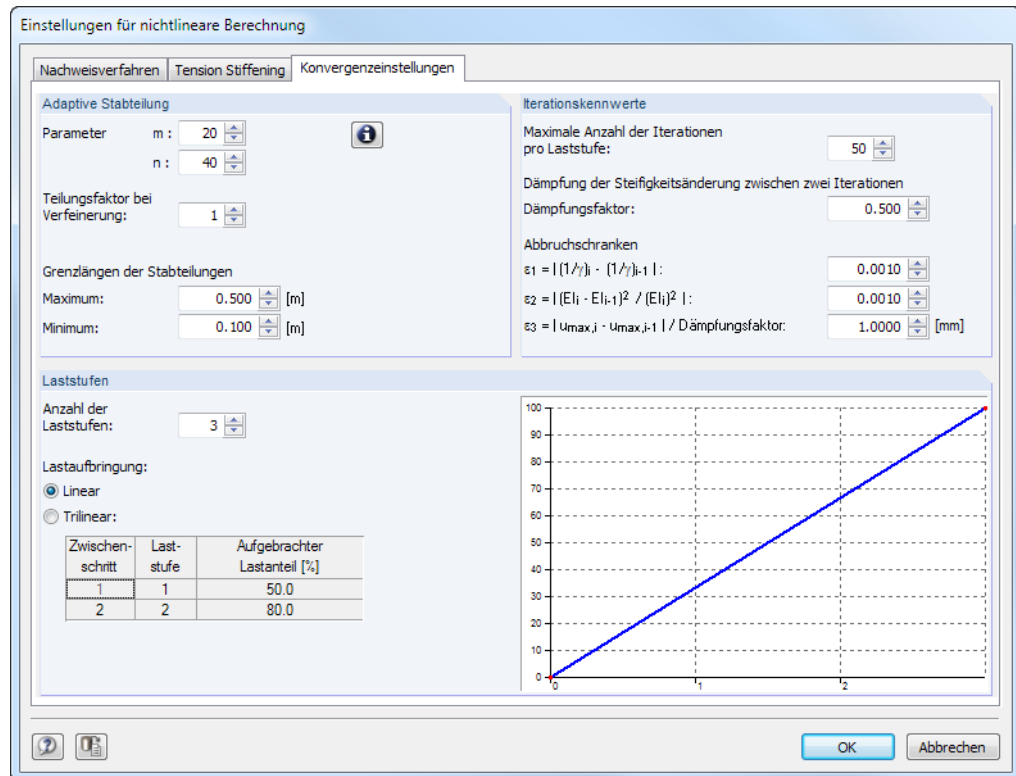 Einstellungen für nichtlineare Berechnung
Nachweisverfahren Tension Stiffening Konvergenzeinstellungen
Adaptive Stabteilung
Parameter m : 20
n : 40
Teilungsfaktor bei
Verfeinerung: 1
Grenzlängen der Stabteilungen
Maximum: 0.500 [m]
Minimum: 0.100 [m]
Iterationskennwerte
Maximale Anzahl der Iterationen
pro Laststufe: 50
Dämpfung der Steifigkeitsänderung zwischen zwei Iterationen
Dämpfungsfaktor: 0.500
Abbruchschranken
ε1 = | (1/γ)i - (1/γ)i-1 | : 0.0010
ε2 = | (EIi - EIi-1)² / (EIi)² | : 0.0010
ε3 = | umax,i - umax,i-1 | / Dämpfungsfaktor: 1.0000 [mm]
Laststufen
Anzahl der
Laststufen: 3
Lastaufbringung:
Linear
Trilinear:
Zwischen- Last- Aufgebrachter
schritt stufe Lastanteil [%]
1 1 50.0
2 2 80.0
100
90
80
70
60
50
40
30
20
10
0
0 1 2
OK Abbrechen